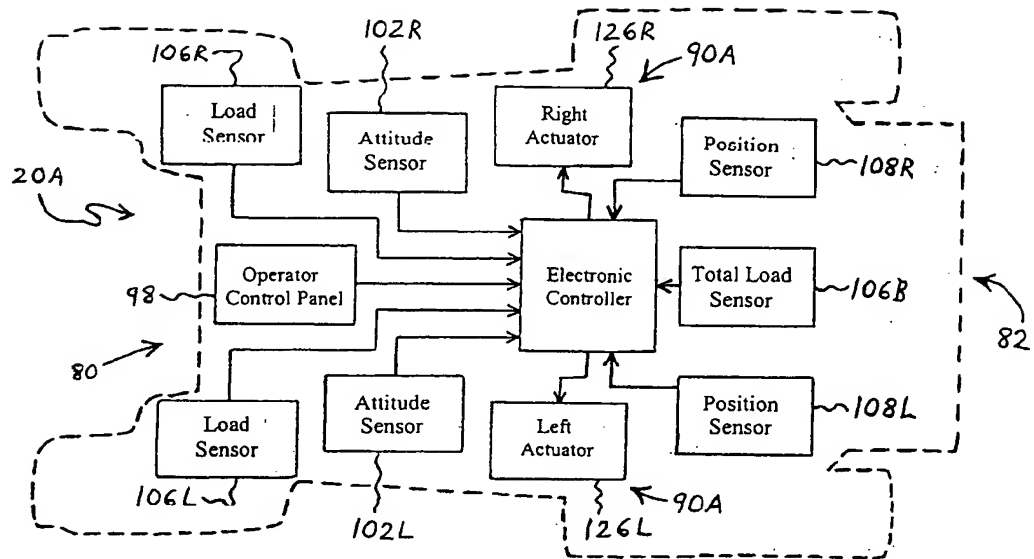 102R
126R
90A
106R
Load
Sensor
Attitude
Sensor
Right
Actuator
Position
Sensor
108R
20A
Operator
Control Panel
98
Electronic
Controller
Total Load
Sensor
106B
82
80
Load
Sensor
Attitude
Sensor
Left
Actuator
Position
Sensor
108L
106L
102L
126L
90A